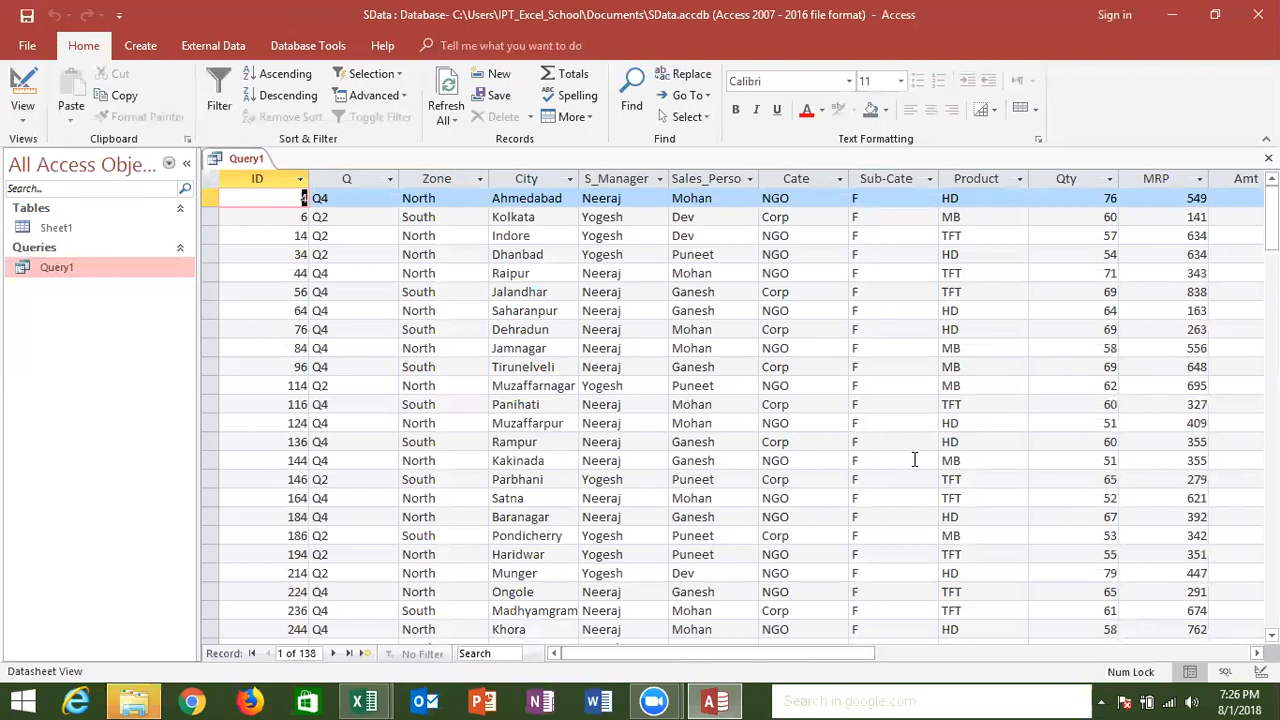 SData : Database- C:\Users\IPT_Excel_School\Documents\SData.accdb (Access 2007 - 2016 file format) - Access
Sign in
File Home Create External Data Database Tools Help Tell me what you want to do
View
Views
Paste
Cut
Copy
Format Painter
Clipboard
Filter
Ascending
Descending
Remove Sort
Selection
Advanced
Toggle Filter
Sort & Filter
Refresh All
New
Save
Delete
Totals
Spelling
More
Records
Find
Replace
Go To
Select
Find
Calibri 11
B I U A
Text Formatting
All Access Obje...
Search...
Tables
Sheet1
Queries
Query1
Query1
ID Q Zone City S_Manager Sales_Perso Cate Sub-Cate Product Qty MRP Amt
4 Q4 North Ahmedabad Neeraj Mohan NGO F HD 76 549
6 Q2 South Kolkata Yogesh Dev Corp F MB 60 141
14 Q2 North Indore Yogesh Dev NGO F TFT 57 634
34 Q2 North Dhanbad Yogesh Puneet NGO F HD 54 634
44 Q4 North Raipur Neeraj Mohan NGO F TFT 71 343
56 Q4 South Jalandhar Neeraj Ganesh Corp F TFT 69 838
64 Q4 North Saharanpur Neeraj Ganesh NGO F HD 64 163
76 Q4 South Dehradun Neeraj Mohan Corp F HD 69 263
84 Q4 North Jamnagar Neeraj Mohan NGO F MB 58 556
96 Q4 South Tirunelveli Neeraj Ganesh Corp F MB 69 648
114 Q2 North Muzaffarnagar Yogesh Puneet NGO F MB 62 695
116 Q4 South Panihati Neeraj Mohan Corp F TFT 60 327
124 Q4 North Muzaffarpur Neeraj Mohan NGO F HD 51 409
136 Q4 South Rampur Neeraj Ganesh Corp F HD 60 355
144 Q4 North Kakinada Neeraj Ganesh NGO F MB 51 355
146 Q2 South Parbhani Yogesh Puneet Corp F TFT 65 279
164 Q4 North Satna Neeraj Mohan NGO F TFT 52 621
184 Q4 North Baranagar Neeraj Ganesh NGO F HD 67 392
186 Q2 South Pondicherry Yogesh Puneet Corp F MB 53 342
194 Q2 North Haridwar Yogesh Puneet NGO F TFT 55 351
214 Q2 North Munger Yogesh Dev NGO F HD 79 447
224 Q4 North Ongole Neeraj Ganesh NGO F TFT 65 291
236 Q4 South Madhyamgram Neeraj Mohan Corp F TFT 61 674
244 Q4 North Khora Neeraj Mohan NGO F HD 58 762
Record: 1 of 138 No Filter Search
Datasheet View
Num Lock
SQL
Search in google.com
7:26 PM
8/1/2018